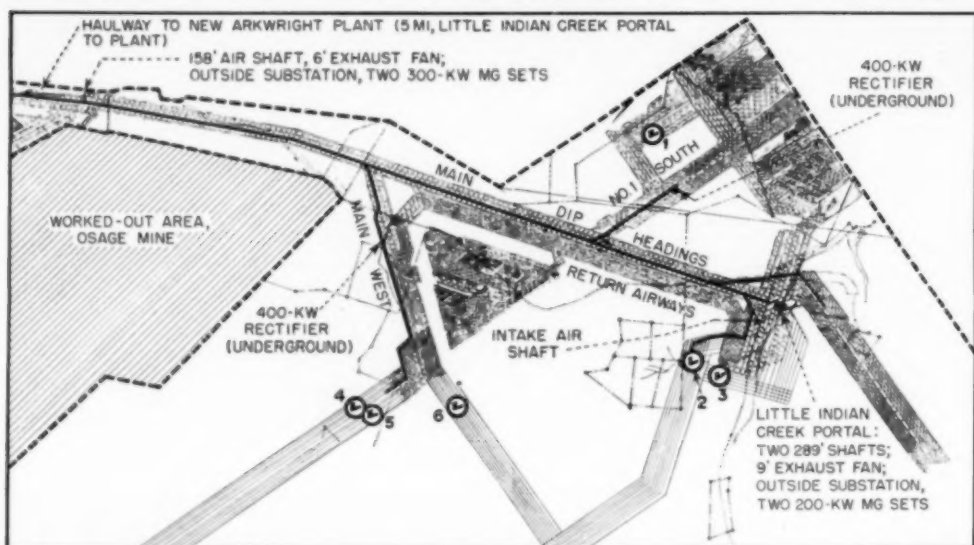 HAULWAY TO NEW ARKWRIGHT PLANT (5 MI, LITTLE INDIAN CREEK PORTAL
TO PLANT)
158' AIR SHAFT, 6' EXHAUST FAN;
OUTSIDE SUBSTATION, TWO 300-KW MG SETS
400-KW
RECTIFIER
(UNDERGROUND)
1
MAIN
DIP
HEADINGS
NO. 1 SOUTH
WORKED-OUT AREA,
OSAGE MINE
MAIN
WEST
RETURN AIRWAYS
400-KW
RECTIFIER
(UNDERGROUND)
INTAKE AIR
SHAFT
4
5
6
2
3
LITTLE INDIAN
CREEK PORTAL:
TWO 289' SHAFTS;
9' EXHAUST FAN;
OUTSIDE SUBSTATION,
TWO 200-KW MG SETS